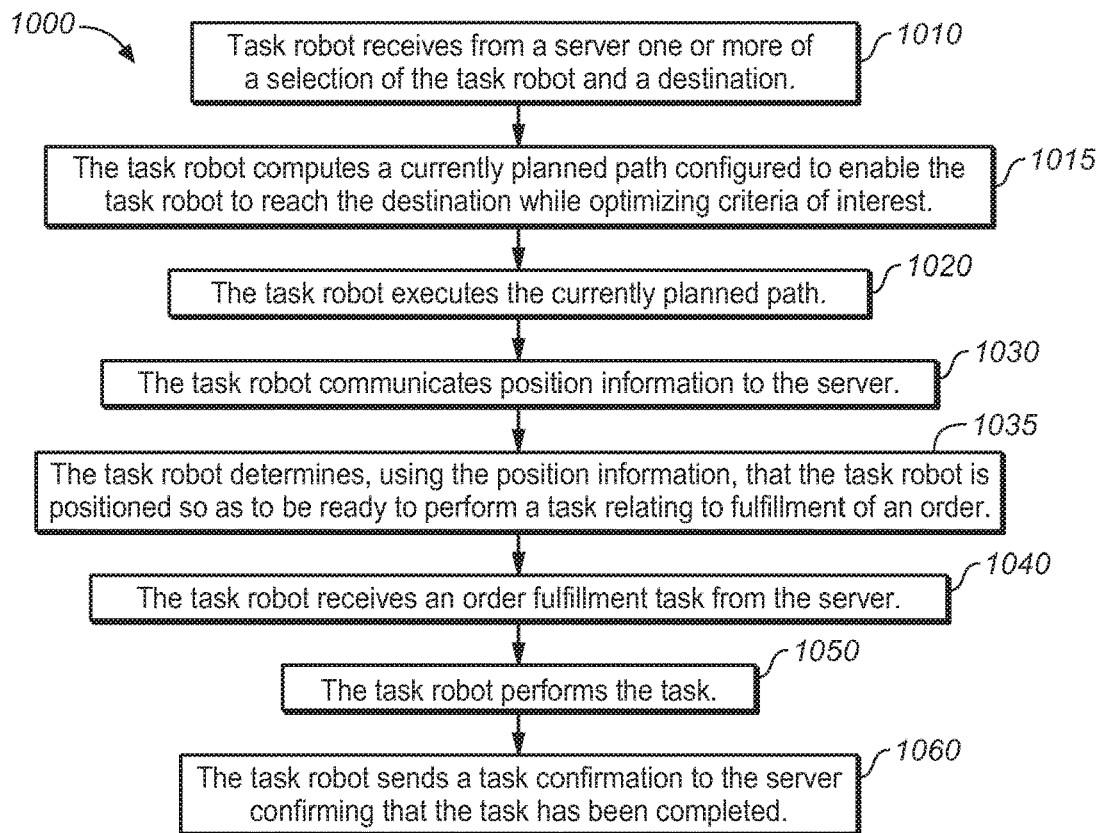 1000
Task robot receives from a server one or more of
a selection of the task robot and a destination.
1010
The task robot computes a currently planned path configured to enable the
task robot to reach the destination while optimizing criteria of interest.
1015
The task robot executes the currently planned path.
1020
The task robot communicates position information to the server.
1030
The task robot determines, using the position information, that the task robot is
positioned so as to be ready to perform a task relating to fulfillment of an order.
1035
The task robot receives an order fulfillment task from the server.
1040
The task robot performs the task.
1050
The task robot sends a task confirmation to the server
confirming that the task has been completed.
1060